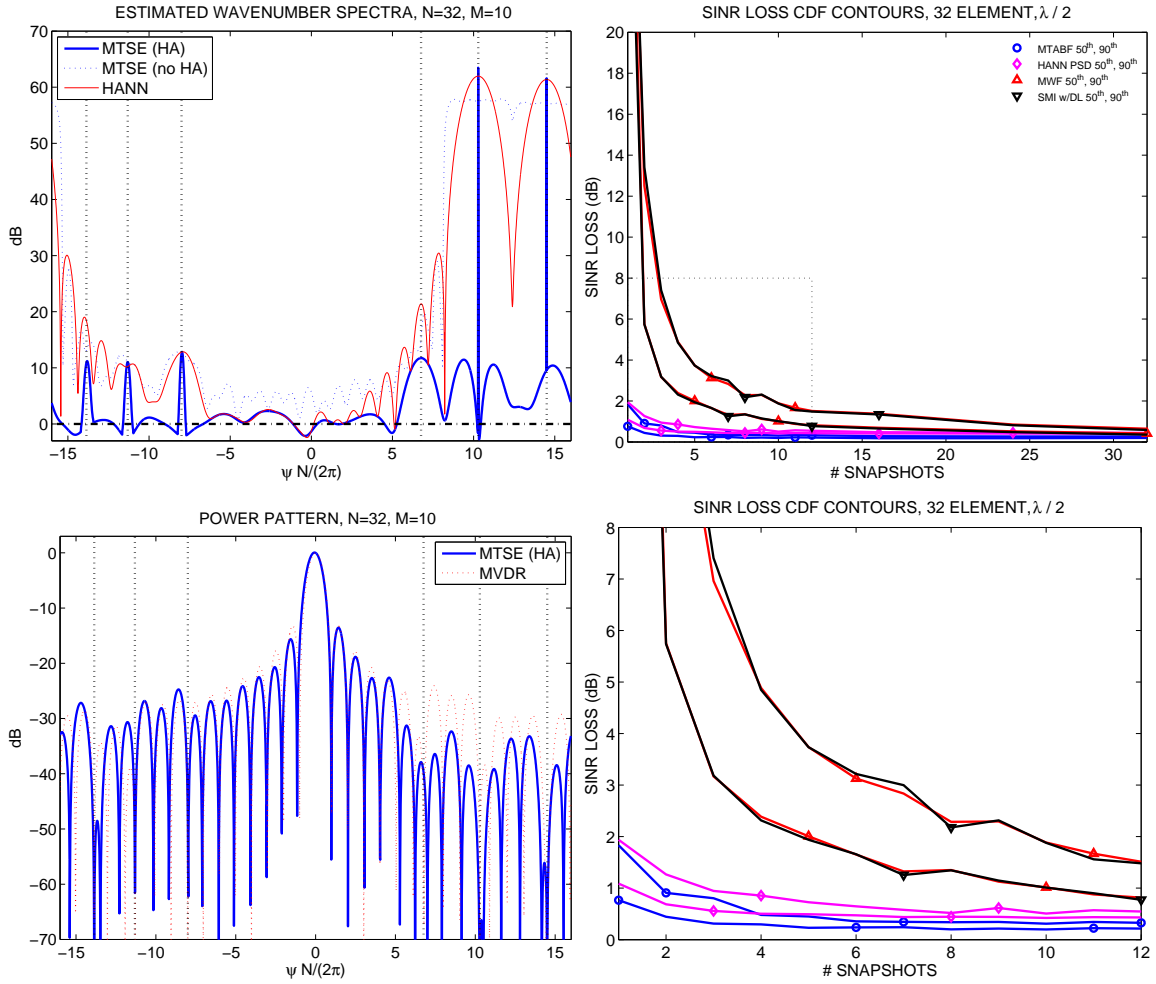 ESTIMATED WAVENUMBER SPECTRA, N=32, M=10
70
60
50
40
30
20
10
0
dB
MTSE (HA)
MTSE (no HA)
HANN
−15 −10 −5 0 5 10 15
ψ N/(2π)
SINR LOSS CDF CONTOURS, 32 ELEMENT, λ / 2
20
18
16
14
12
10
8
6
4
2
0
SINR LOSS (dB)
MTABF 50th, 90th
HANN PSD 50th, 90th
MWF 50th, 90th
SMI w/DL 50th, 90th
5 10 15 20 25 30
# SNAPSHOTS
POWER PATTERN, N=32, M=10
0
−10
−20
−30
−40
−50
−60
−70
dB
MTSE (HA)
MVDR
−15 −10 −5 0 5 10 15
ψ N/(2π)
SINR LOSS CDF CONTOURS, 32 ELEMENT, λ / 2
8
7
6
5
4
3
2
1
0
SINR LOSS (dB)
2 4 6 8 10 12
# SNAPSHOTS